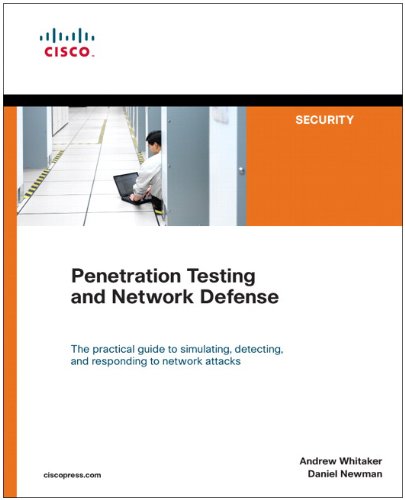 CISCO
SECURITY
Penetration Testing
and Network Defense
The practical guide to simulating, detecting,
and responding to network attacks
Andrew Whitaker
Daniel Newman
ciscopress.com